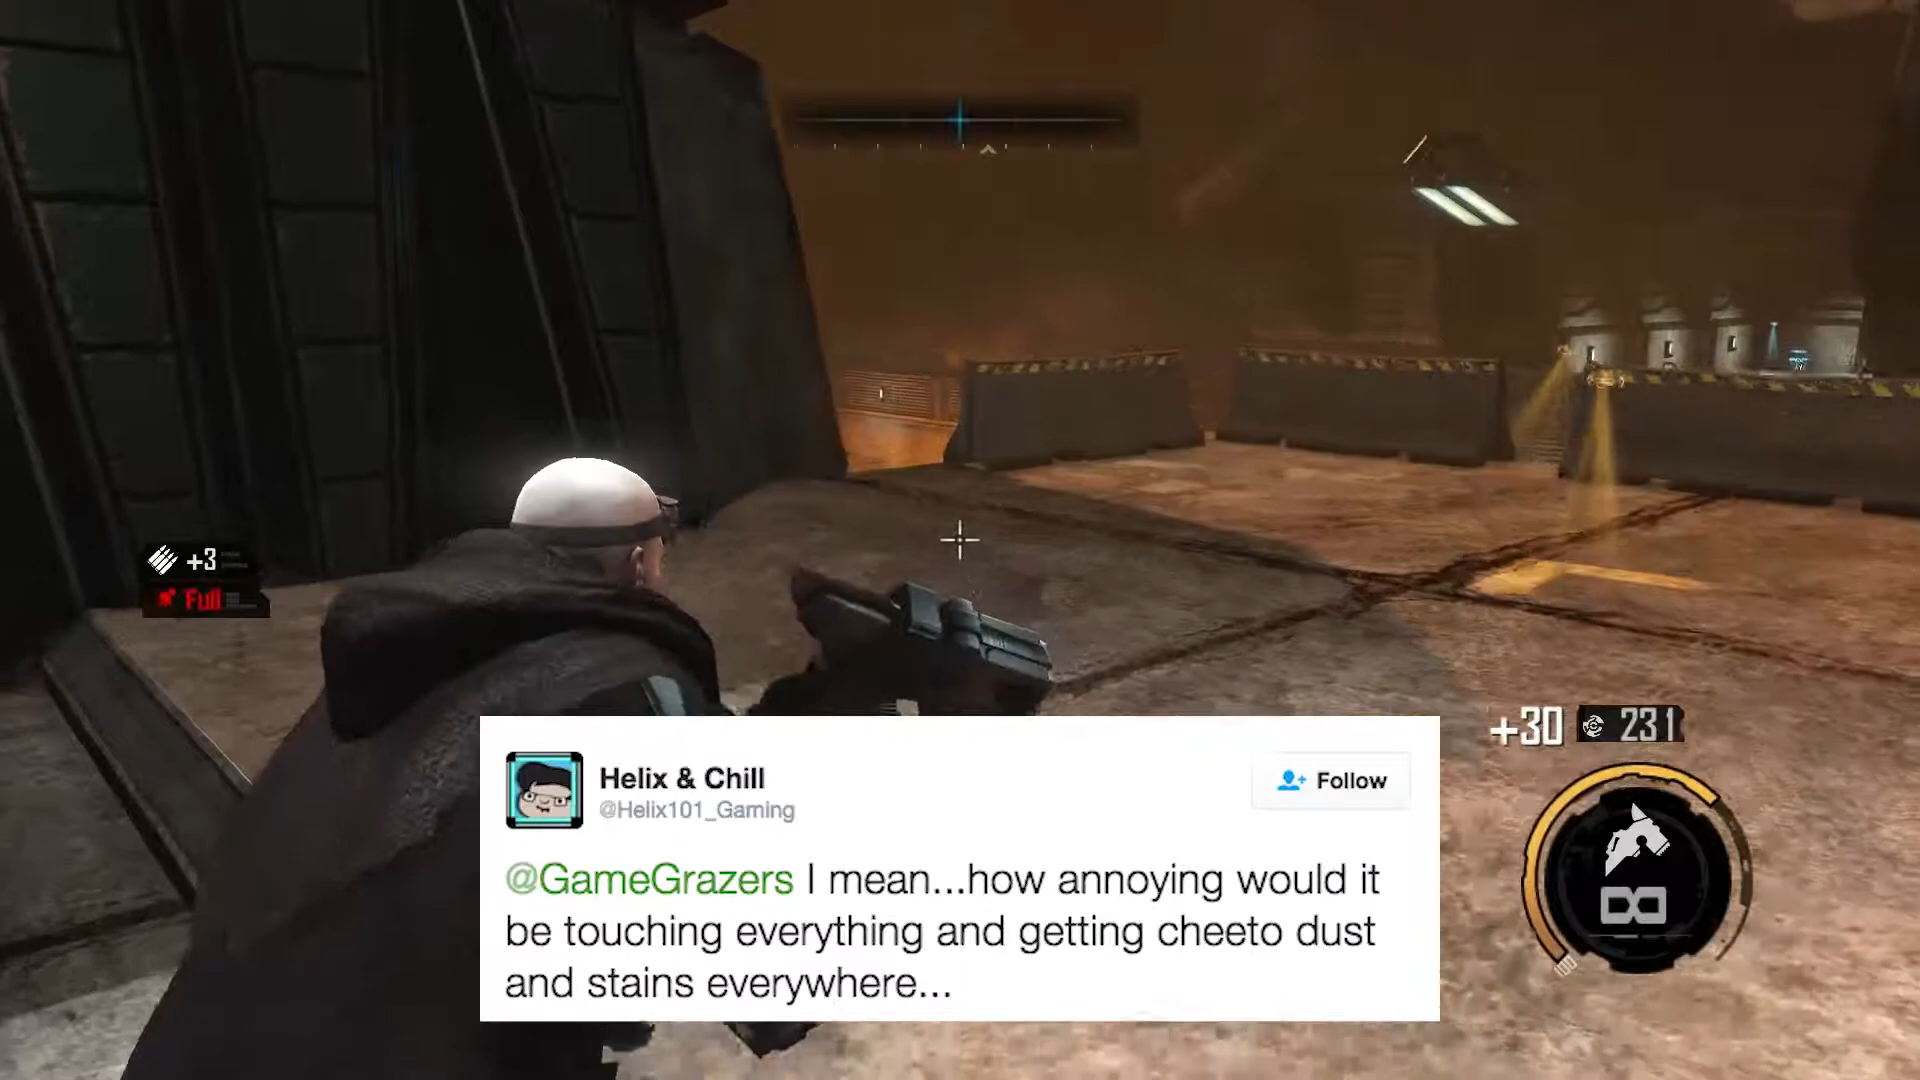 +3
Full
+30
231
100
Helix & Chill
@Helix101_Gaming
Follow
@GameGrazers I mean...how annoying would it
be touching everything and getting cheeto dust
and stains everywhere...